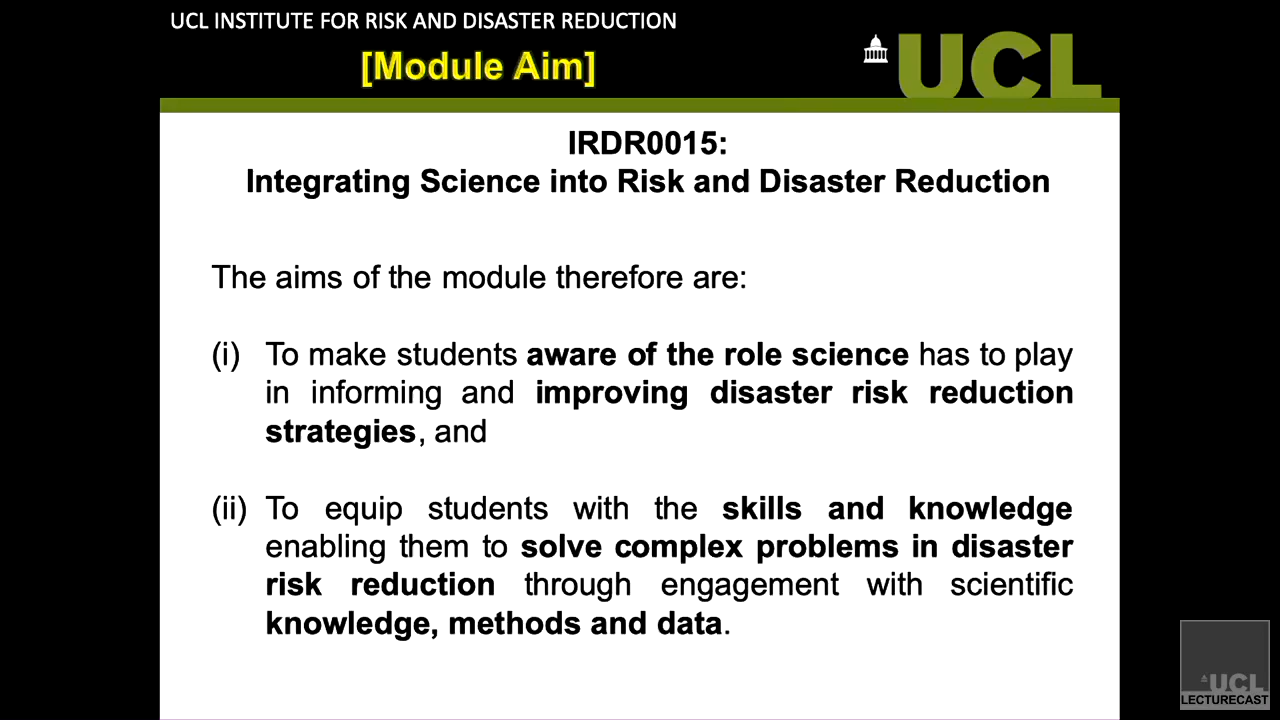 UCL INSTITUTE FOR RISK AND DISASTER REDUCTION
[Module Aim]
UCL
IRDR0015:
Integrating Science into Risk and Disaster Reduction
The aims of the module therefore are:
(i) To make students aware of the role science has to play
in informing and improving disaster risk reduction
strategies, and
(ii) To equip students with the skills and knowledge
enabling them to solve complex problems in disaster
risk reduction through engagement with scientific
knowledge, methods and data.
UCL
LECTURECAST